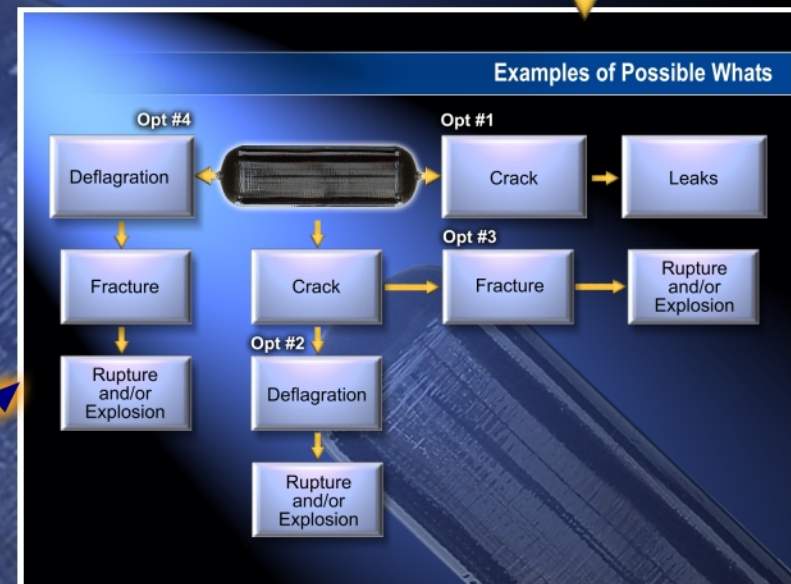 Examples of Possible Whats
Opt #4
Opt #1
Deflagration
Crack
Leaks
Opt #3
Fracture
Crack
Fracture
Rupture
and/or
Explosion
Opt #2
Rupture
and/or
Explosion
Deflagration
Rupture
and/or
Explosion